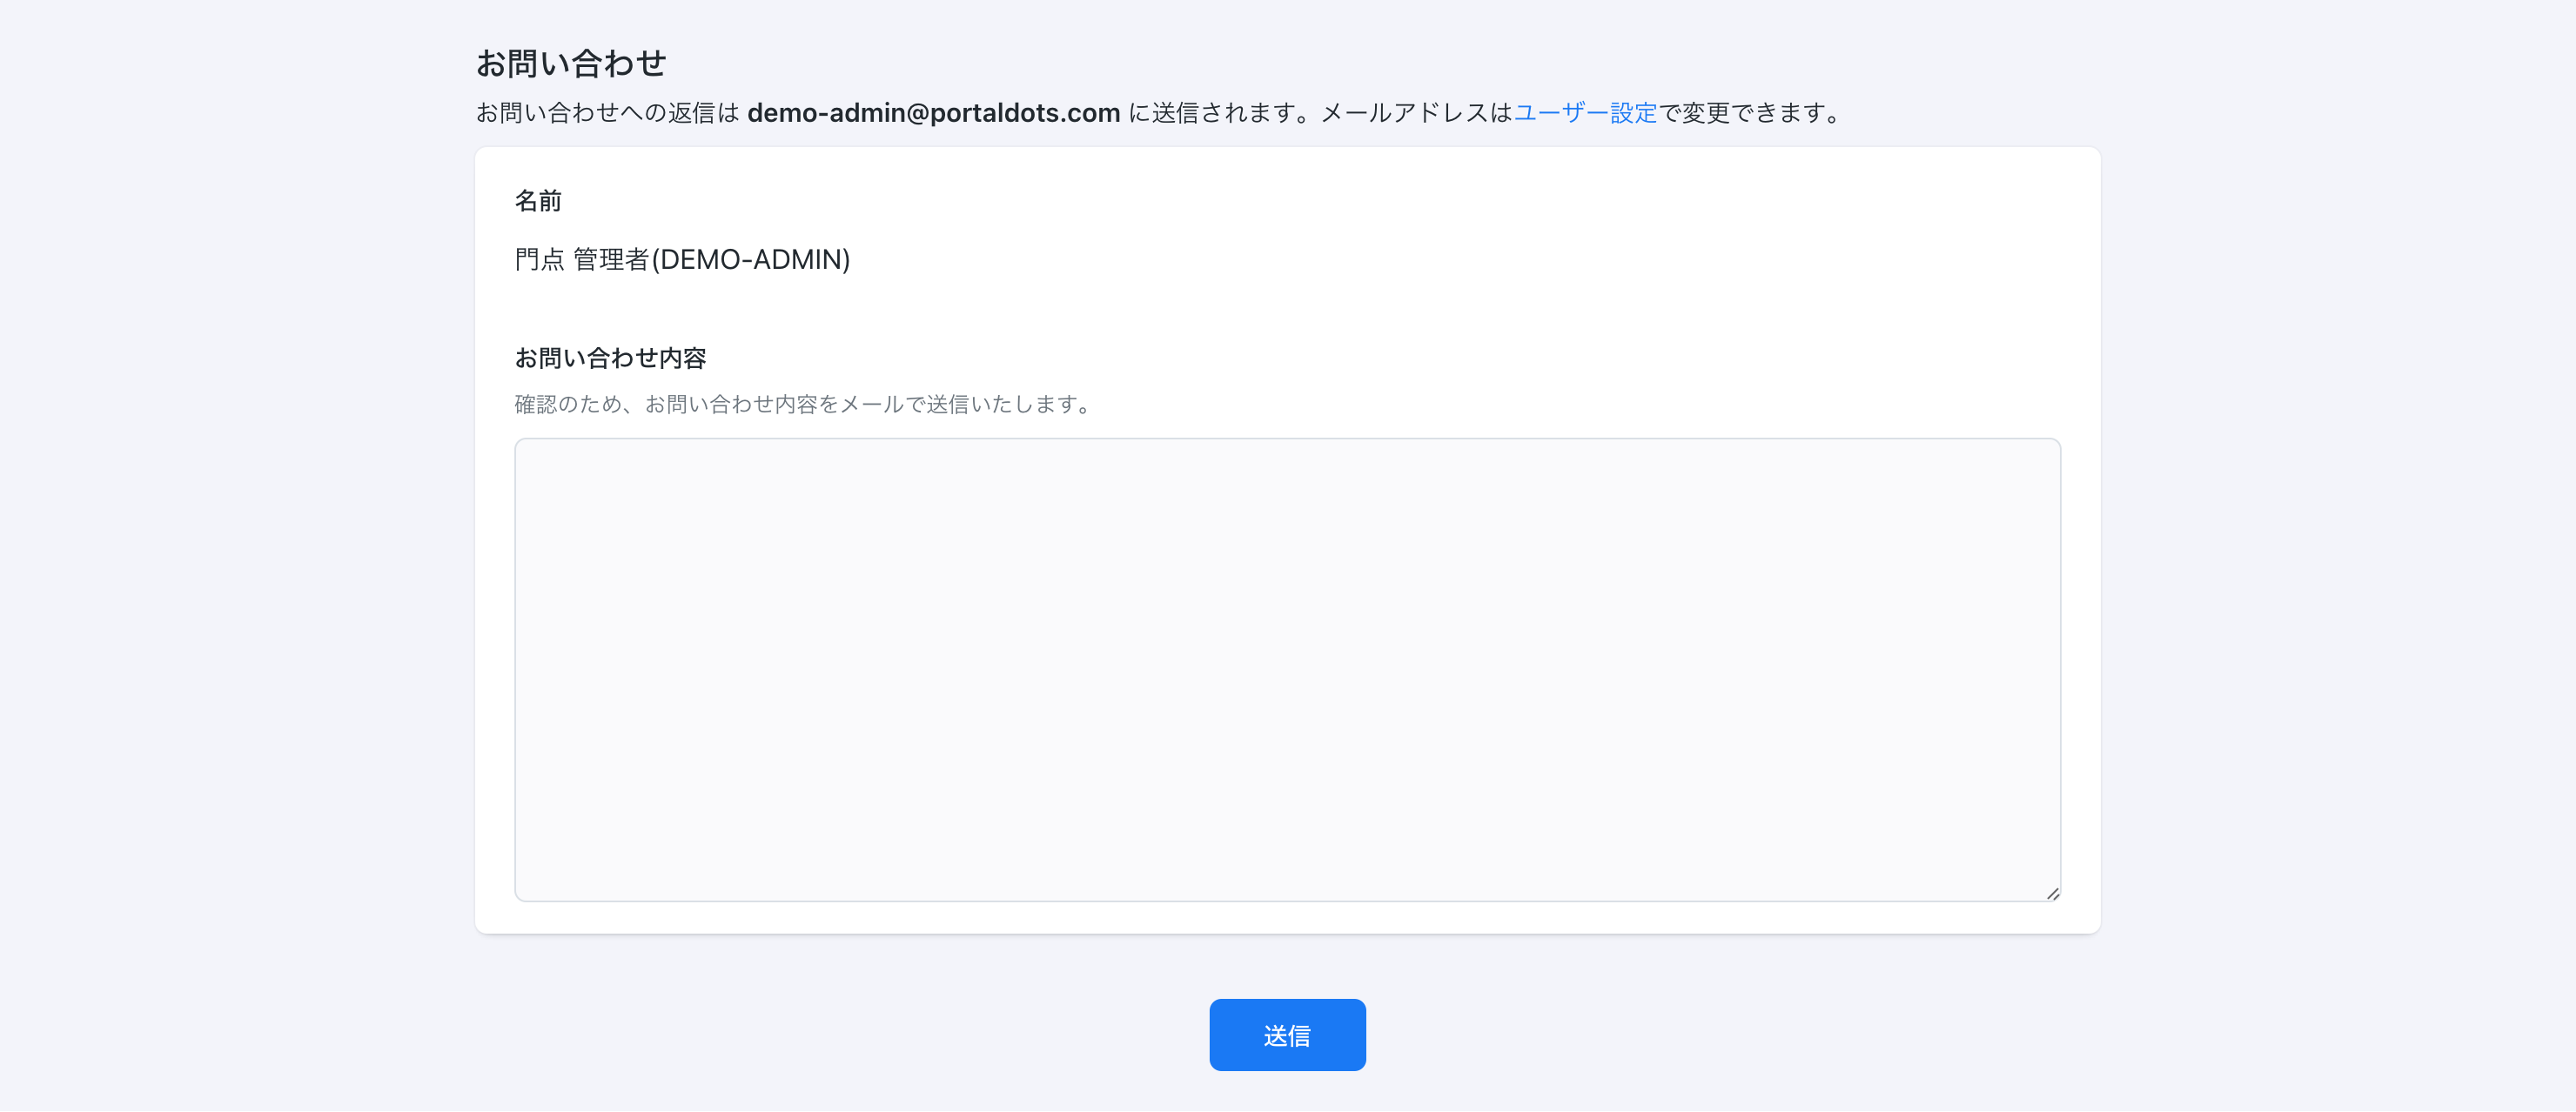 お問い合わせ
お問い合わせへの返信は demo-admin@portaldots.com に送信されます。メールアドレスはユーザー設定で変更できます。
名前
門点 管理者(DEMO-ADMIN)
お問い合わせ内容
確認のため、お問い合わせ内容をメールで送信いたします。
送信